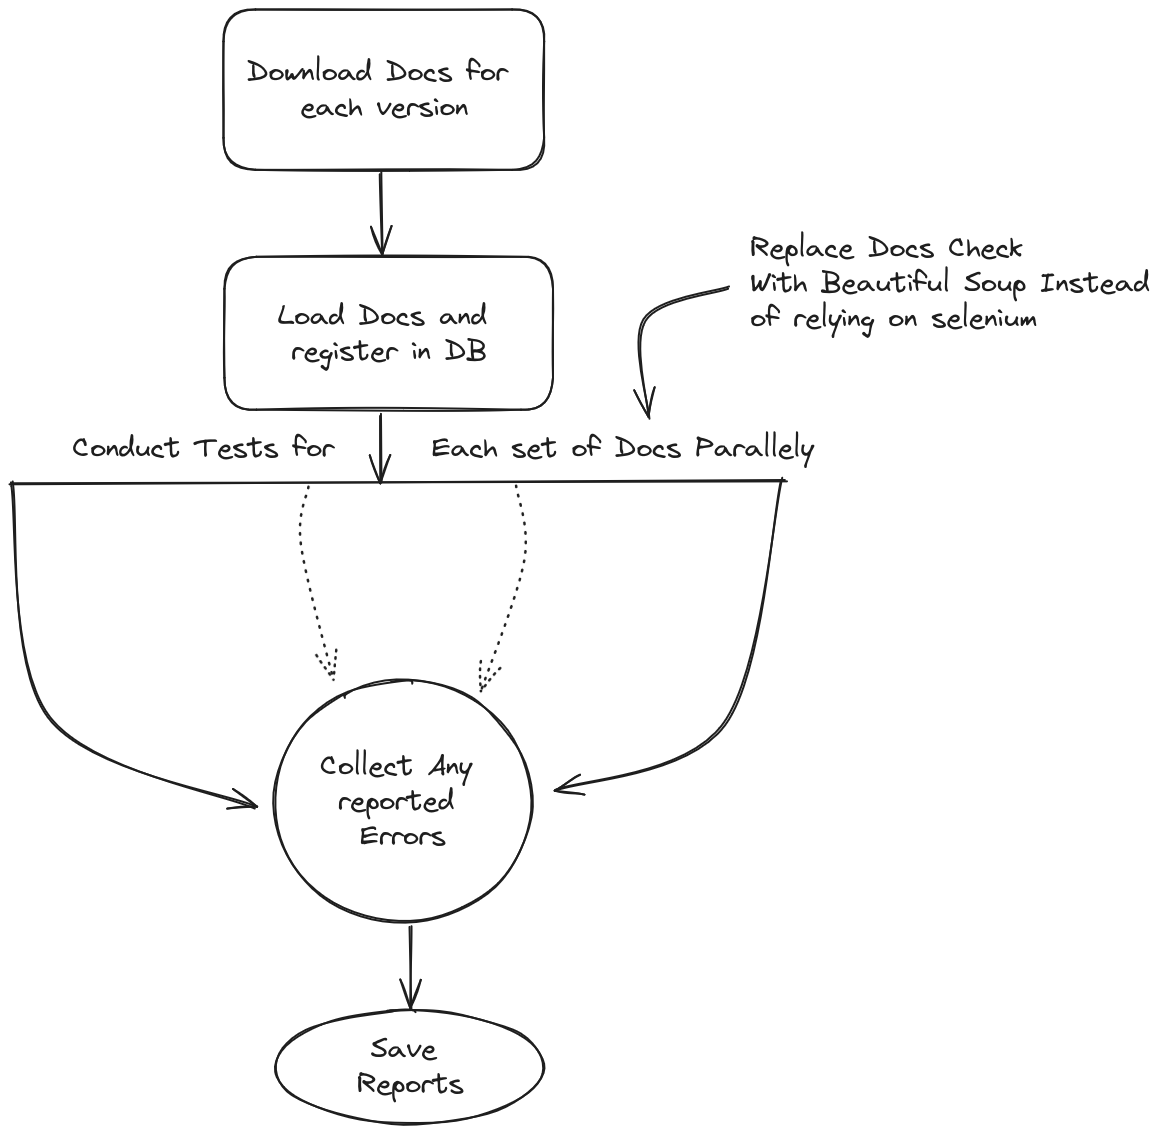 Download Docs for
each version
Replace Docs Check
With Beautiful Soup Instead
of relying on selenium
Load Docs and
register in DB
Conduct Tests for
Each set of Docs Parallely
Collect Any
reported
Errors
Save
Reports